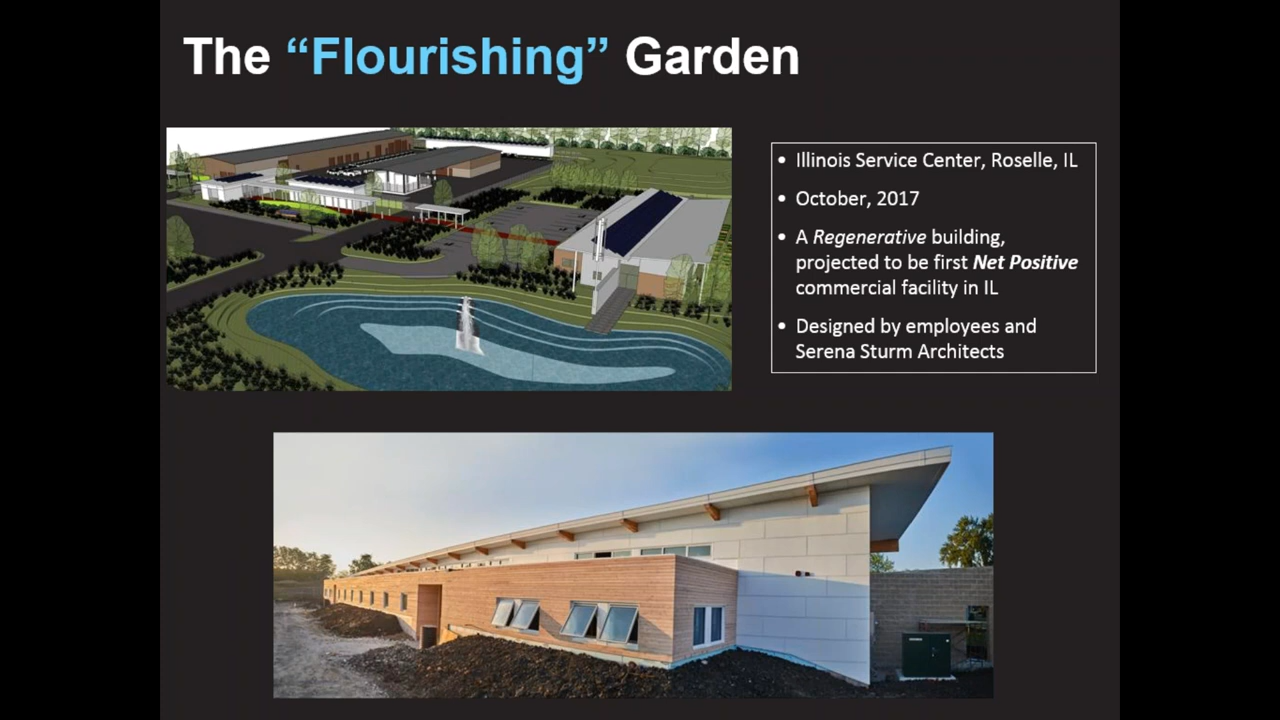 The “Flourishing” Garden
• Illinois Service Center, Roselle, IL
• October, 2017
• A Regenerative building,
projected to be first Net Positive
commercial facility in IL
• Designed by employees and
Serena Sturm Architects